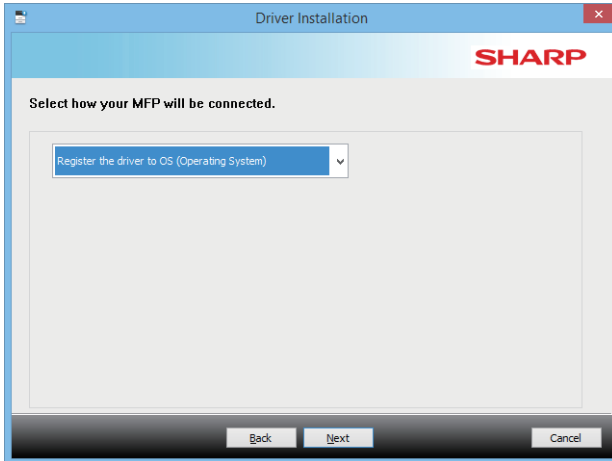 Driver Installation
SHARP
Select how your MFP will be connected.
Register the driver to OS (Operating System)
Back Next Cancel